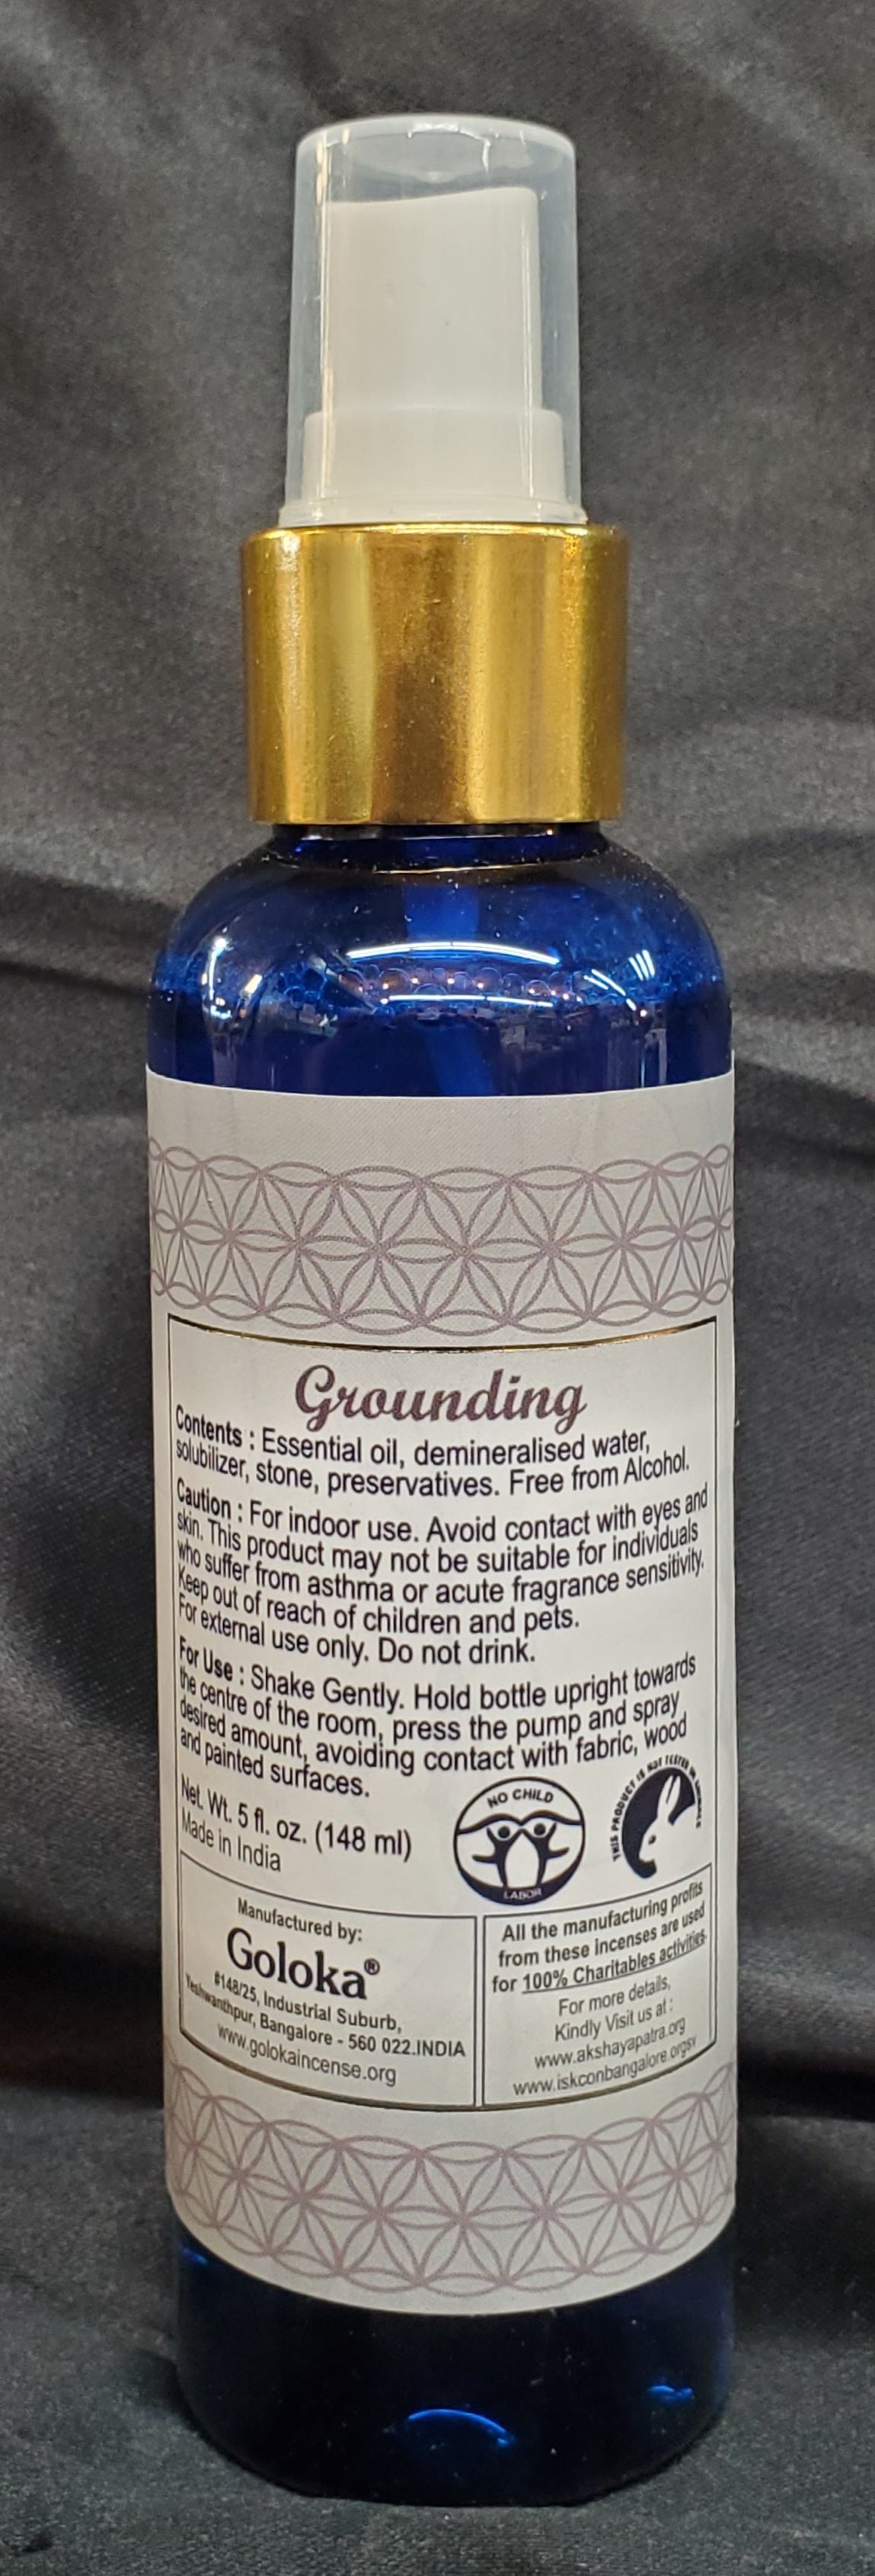 Grounding
Contents : Essential oil, demineralised water,
solubilizer, stone, preservatives. Free from Alcohol.
Caution : For indoor use. Avoid contact with eyes and
skin. This product may not be suitable for individuals
who suffer from asthma or acute fragrance sensitivity.
Keep out of reach of children and pets.
For external use only. Do not drink.
For Use : Shake Gently. Hold bottle upright towards
the centre of the room, press the pump and spray
desired amount, avoiding contact with fabric, wood
and painted surfaces.
Net. Wt. 5 fl. oz. (148 ml)
Made in India
NO CHILD
LABOR
THIS PRODUCT IS NOT TESTED IN ANIMALS
Manufactured by:
Goloka®
#148/25, Industrial Suburb,
Yeshwanthpur, Bangalore - 560 022.INDIA
www.golokaincense.org
All the manufacturing profits
from these incenses are used
for 100% Charitables activities.
For more details,
Kindly Visit us at :
www.akshayapatra.org
www.iskconbangalore.orgsv